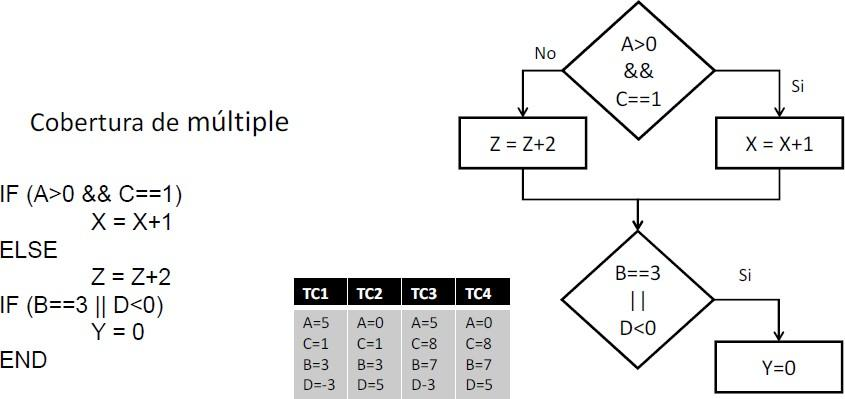 Cobertura de múltiple
IF (A>0 && C==1)
X = X+1
ELSE
Z = Z+2
IF (B==3 || D<0)
Y = 0
END
TC1 TC2 TC3 TC4
A=5 A=0 A=5 A=0
C=1 C=1 C=8 C=8
B=3 B=3 B=7 B=7
D=-3 D=5 D-3 D=5
A>0
&&
C==1
No
Si
Z = Z+2
X = X+1
B==3
||
D<0
Si
Y=0